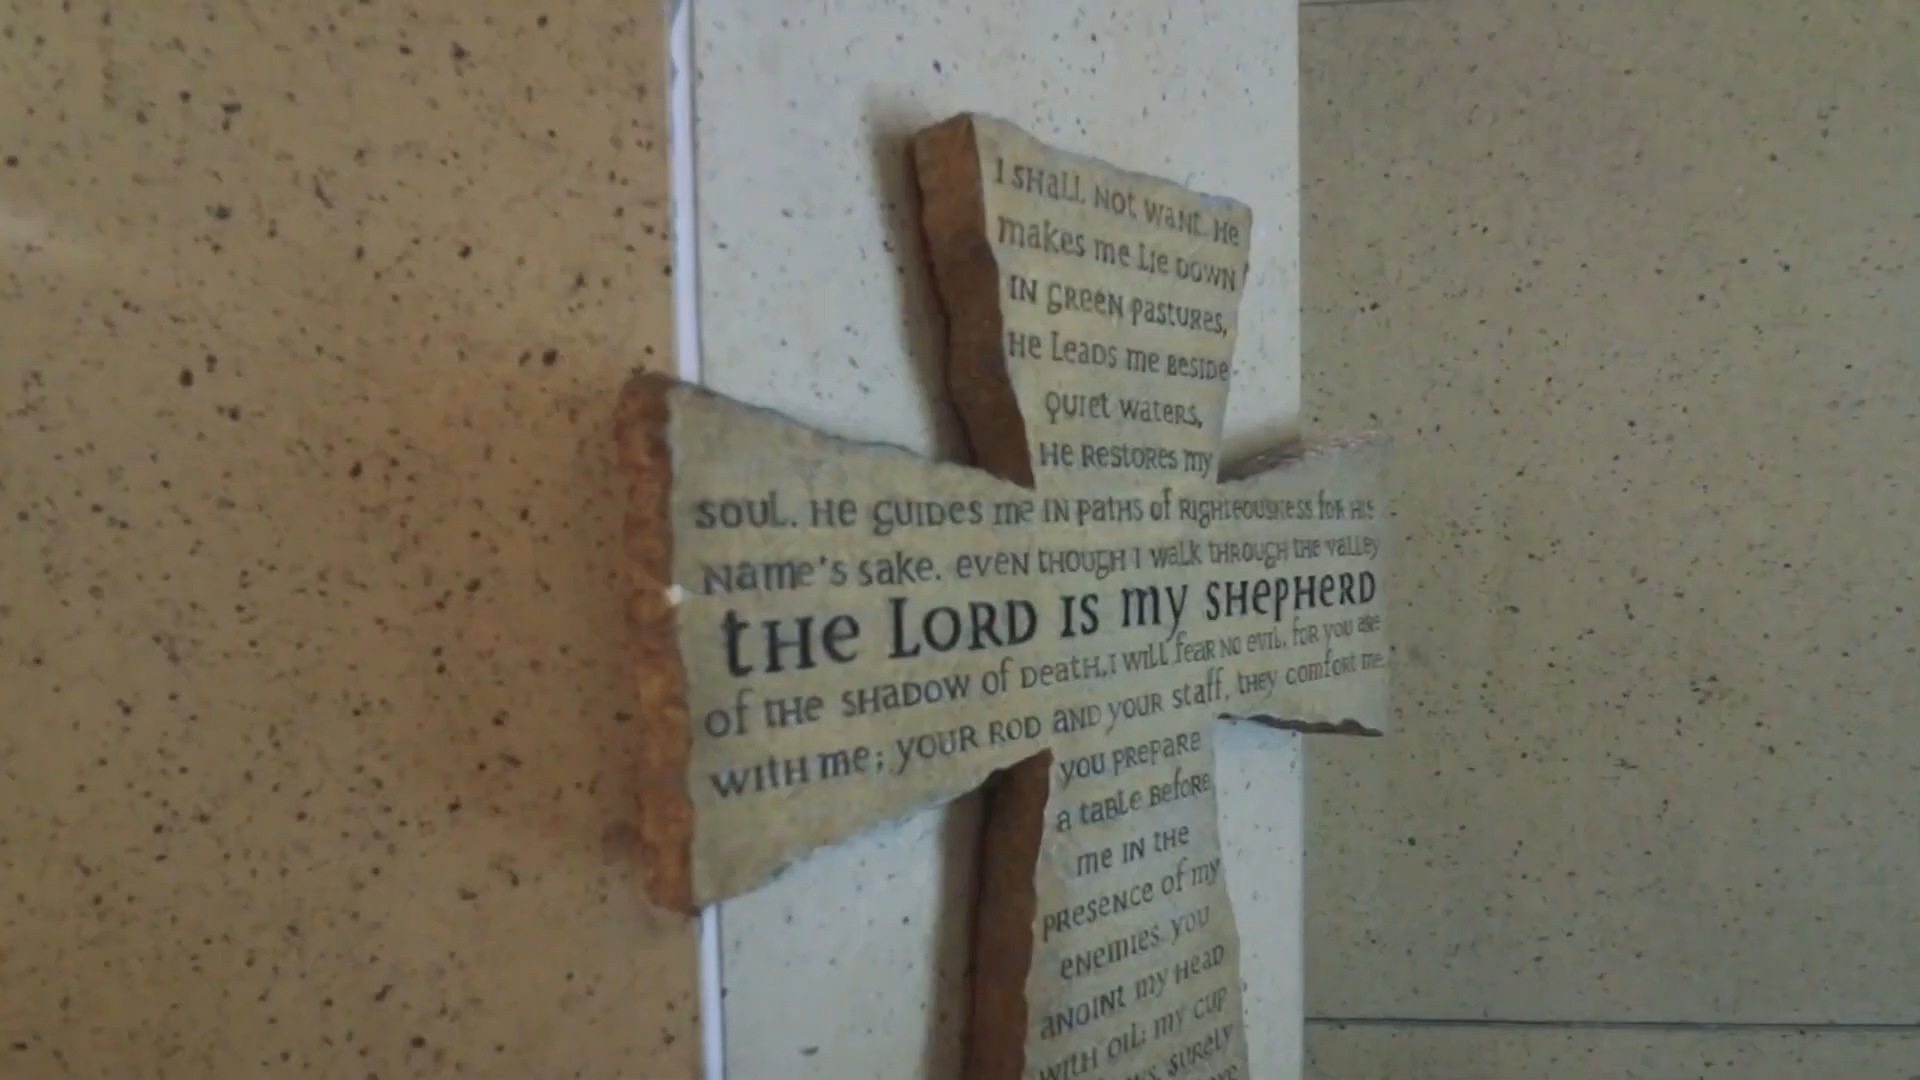 I SHALL NOT WANT. HE
makes me Lie DOWN
IN GREEN Pastures,
He Leads me Beside
Quiet waters,
He Restores my
soul. He guides me in paths of righteousness for His
name's sake. even though I walk through the valley
the Lord is my shepherd
of the shadow of Death, I will fear no evil, for you are
with me; your rod and your staff, they comfort me.
you prepare
a table before
me in the
presence of my
enemies. you
anoint my head
with oil; my cup
surely